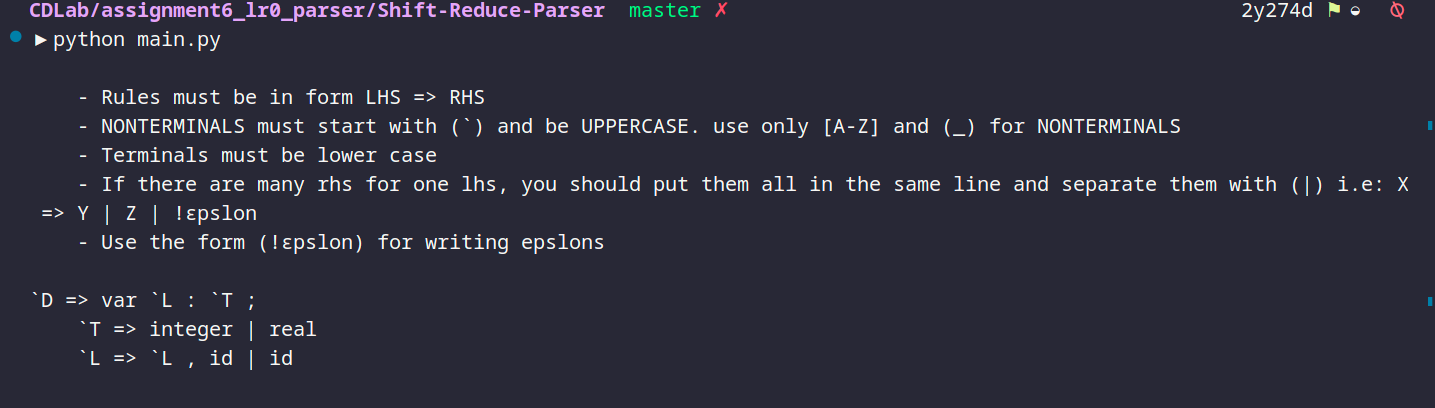 CDLab/assignment6_lr0_parser/Shift-Reduce-Parser master ✗ 2y274d
python main.py
- Rules must be in form LHS => RHS
- NONTERMINALS must start with (`) and be UPPERCASE. use only [A-Z] and (_) for NONTERMINALS
- Terminals must be lower case
- If there are many rhs for one lhs, you should put them all in the same line and separate them with (|) i.e: X
=> Y | Z | !εpslon
- Use the form (!εpslon) for writing epslons
`D => var `L : `T ;
`T => integer | real
`L => `L , id | id